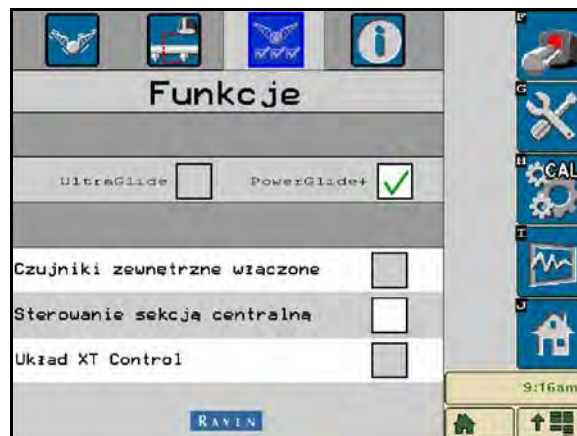 Funkcje
UltraGlide PowerGlide+
Czujniki zewnętrzne włączone
Sterowanie sekcją centralną
Układ XT Control
RAVEN
F
G
H
CAL
I
J
9:16am